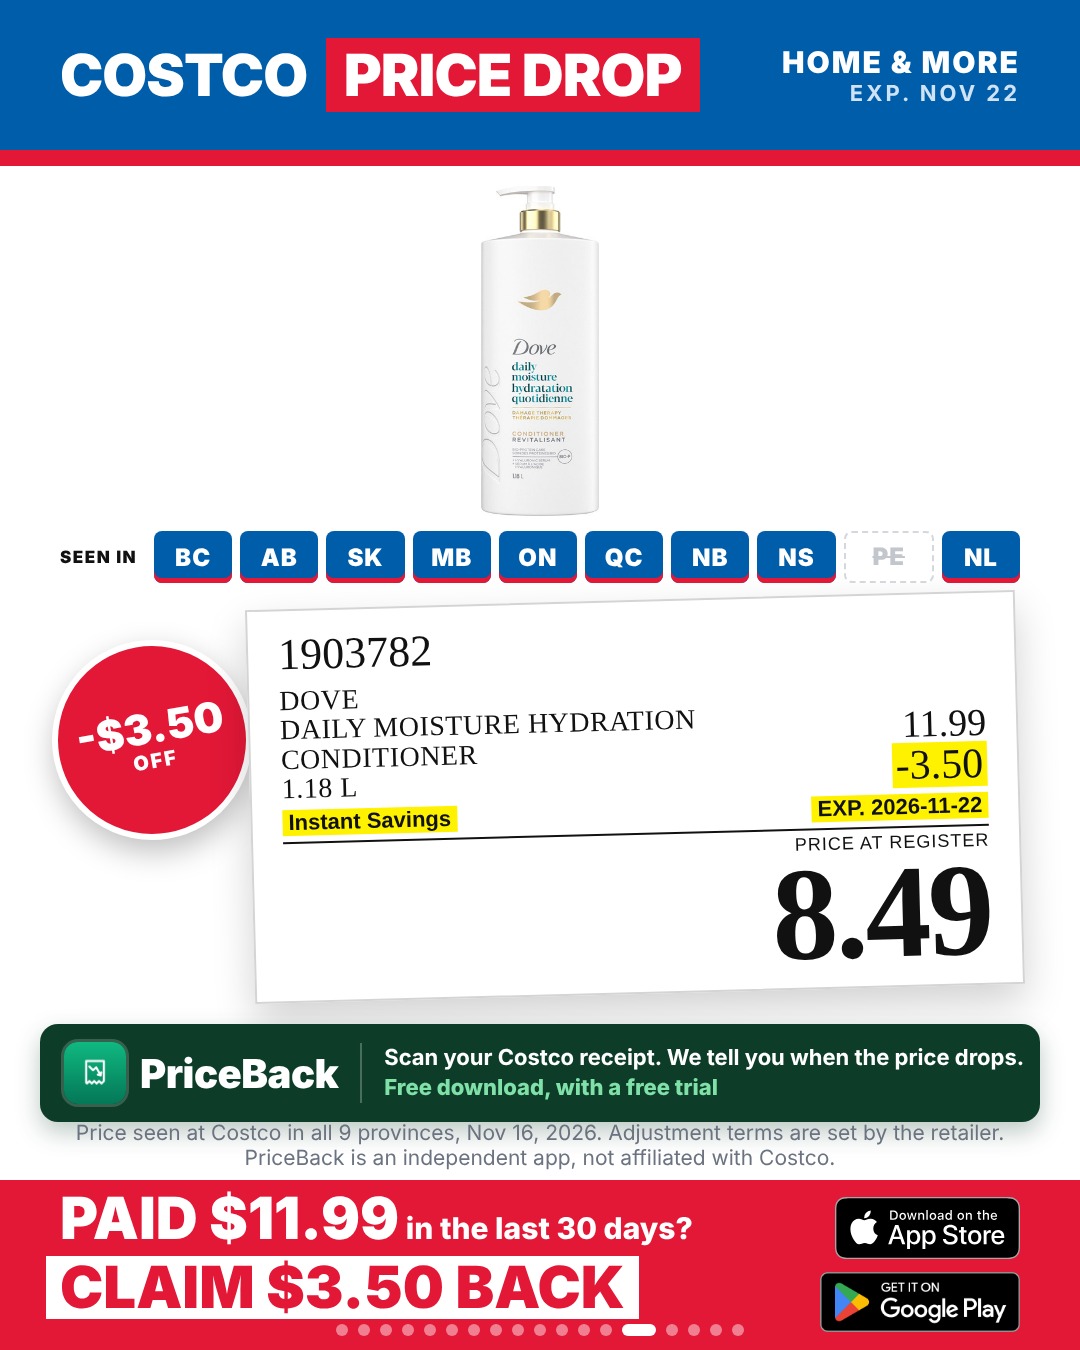 COSTCO PRICE DROP
HOME & MORE
EXP. NOV 22
Dove
Dove
daily
moisture
hydratation
quotidienne
DAMAGE THERAPY
CONDITIONER
REVITALISANT
1.18 L
SEEN IN BC AB SK MB ON QC NB NS PE NL
-$3.50
OFF
1903782
DOVE
DAILY MOISTURE HYDRATION
CONDITIONER
1.18 L
Instant Savings
11.99
-3.50
EXP. 2026-11-22
PRICE AT REGISTER
8.49
PriceBack
Scan your Costco receipt. We tell you when the price drops.
Free download, with a free trial
Price seen at Costco in all 9 provinces, Nov 16, 2026. Adjustment terms are set by the retailer.
PriceBack is an independent app, not affiliated with Costco.
PAID $11.99 in the last 30 days?
CLAIM $3.50 BACK
Download on the
App Store
GET IT ON
Google Play